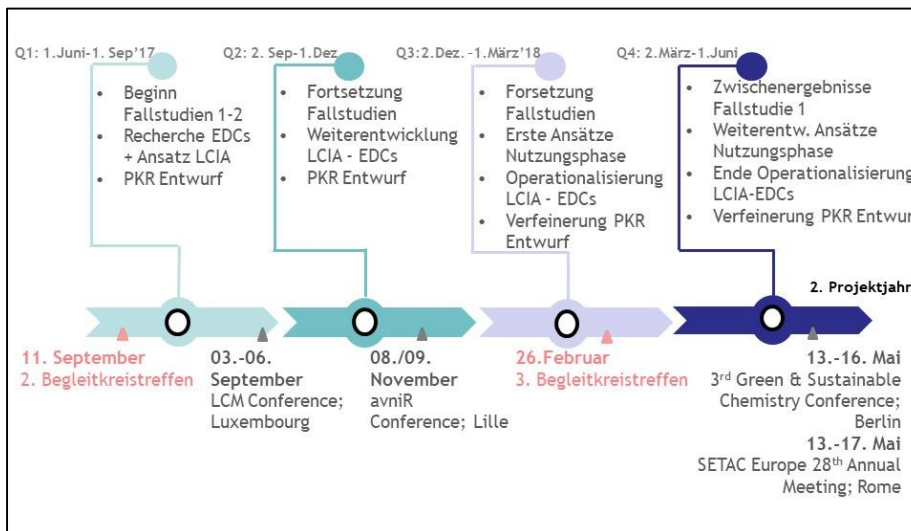 Q1: 1.Juni-1. Sep’17
• Beginn
Fallstudien 1-2
• Recherche EDCs
+ Ansatz LCIA
• PKR Entwurf
Q2: 2. Sep-1.Dez
• Fortsetzung
Fallstudien
• Weiterentwicklung
LCIA - EDCs
• PKR Entwurf
Q3:2.Dez. –1.März’18
• Forsetzung
Fallstudien
• Erste Ansätze
Nutzungsphase
• Operationalisierung
LCIA - EDCs
• Verfeinerung PKR
Entwurf
Q4: 2.März-1.Juni
• Zwischenergebnisse
Fallstudie 1
• Weiterentw. Ansätze
Nutzungsphase
• Ende Operationalisierung
LCIA-EDCs
• Verfeinerung PKR Entwur
2. Projektjahr
11. September
2. Begleitkreistreffen
03.-06.
September
LCM Conference;
Luxembourg
08./09.
November
avniR
Conference; Lille
26.Februar
3. Begleitkreistreffen
13.-16. Mai
3rd Green & Sustainable
Chemistry Conference;
Berlin
13.-17. Mai
SETAC Europe 28th Annual
Meeting; Rome